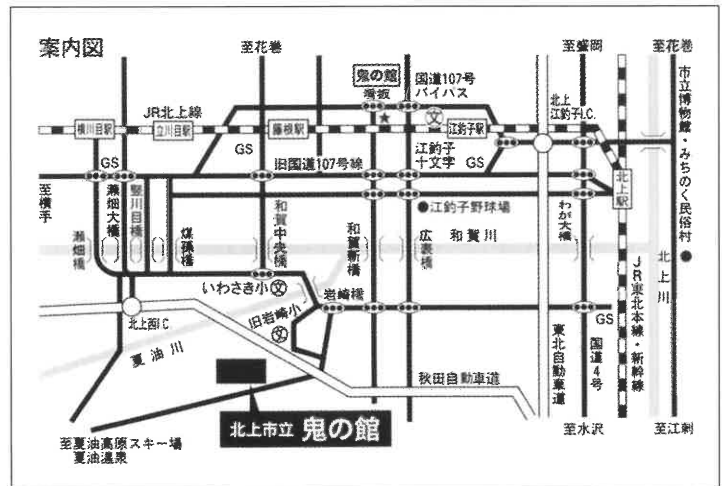 案内図
至花巻
鬼の館
看板
国道107号
バイパス
至盛岡
至花巻
JR北上線
横川目駅
立川目駅
藤根駅
文
江釣子駅
北上
江釣子I.C.
市立博物館・みちのく民俗村
GS
GS
旧国道107号線
江釣子
十文字
GS
北上駅
至横手
瀬畑大橋
竪川目橋
江釣子野球場
瀬畑橋
煤孫橋
和賀中央橋
和賀新橋
広表橋
和賀川
わが大橋
北上川
いわさき小
文
岩崎橋
旧岩崎小
文
GS
北上西IC
夏油川
秋田自動車道
東北自動車道
国道4号
JR東北本線・新幹線
北上市立 鬼の館
至夏油高原スキー場
夏油温泉
至水沢
至江刺